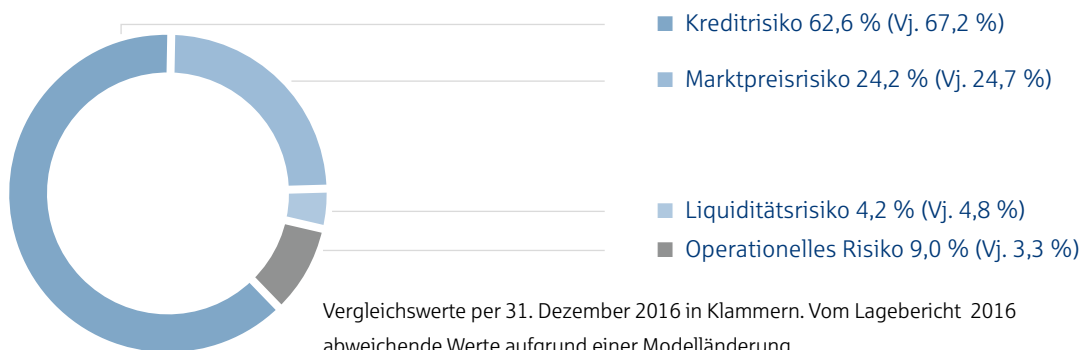 Kreditrisiko 62,6 % (Vj. 67,2 %)
Marktpreisrisiko 24,2 % (Vj. 24,7 %)
Liquiditätsrisiko 4,2 % (Vj. 4,8 %)
Operationelles Risiko 9,0 % (Vj. 3,3 %)
Vergleichswerte per 31. Dezember 2016 in Klammern. Vom Lagebericht 2016
abweichende Werte aufgrund einer Modelländerung